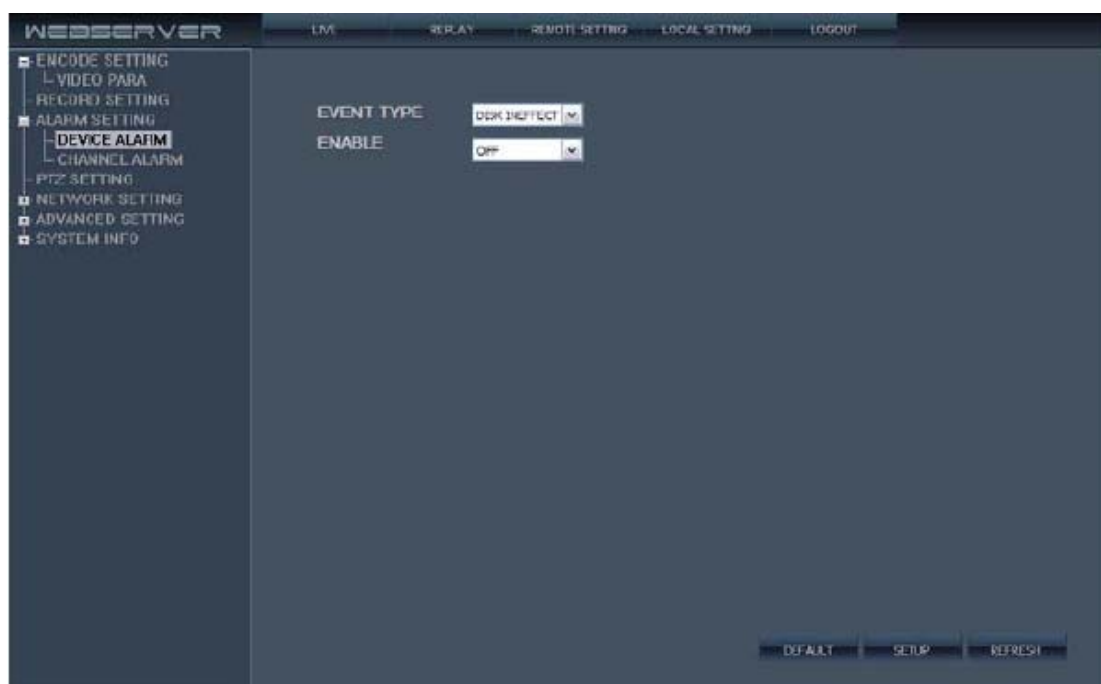 WEBSERVER
LIVE REPLAY REMOTE SETTING LOCAL SETTING LOGOUT
ENCODE SETTING
VIDEO PARA
RECORD SETTING
ALARM SETTING
DEVICE ALARM
CHANNEL ALARM
PTZ SETTING
NETWORK SETTING
ADVANCED SETTING
SYSTEM INFO
EVENT TYPE DISK INEFFECT
ENABLE OFF
DEFAULT SETUP REFRESH